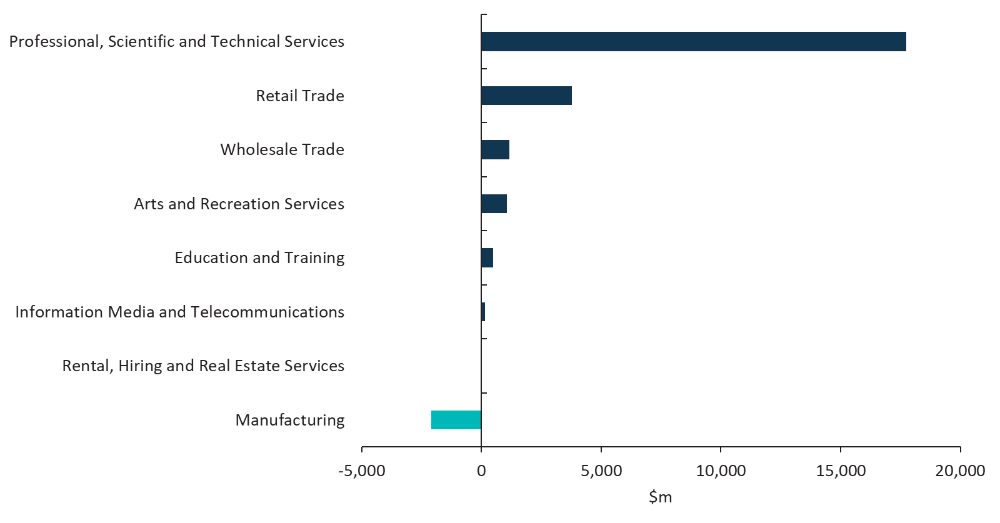 Professional, Scientific and Technical Services
Retail Trade
Wholesale Trade
Arts and Recreation Services
Education and Training
Information Media and Telecommunications
Rental, Hiring and Real Estate Services
Manufacturing
-5,000 0 5,000 10,000 15,000 20,000
$m